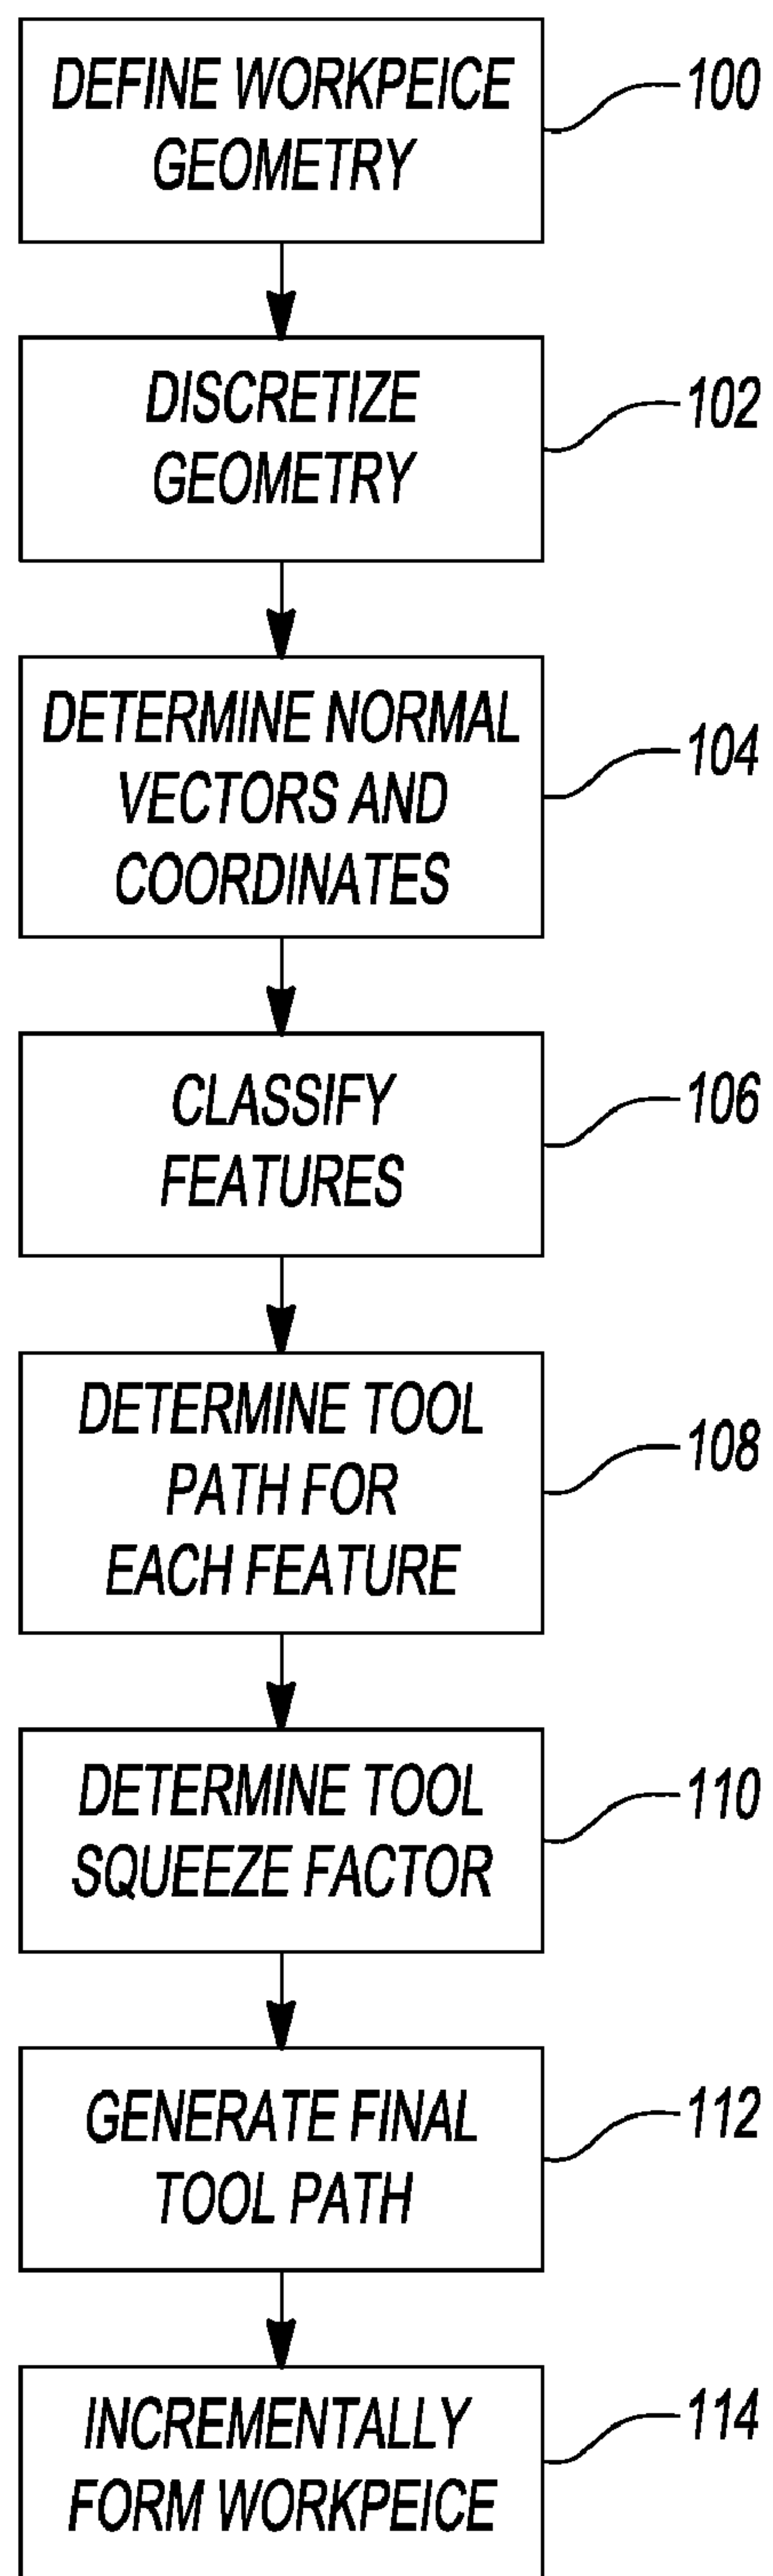 DEFINE WORKPEICE
GEOMETRY
100
DISCRETIZE
GEOMETRY
102
DETERMINE NORMAL
VECTORS AND
COORDINATES
104
CLASSIFY
FEATURES
106
DETERMINE TOOL
PATH FOR
EACH FEATURE
108
DETERMINE TOOL
SQUEEZE FACTOR
110
GENERATE FINAL
TOOL PATH
112
INCREMENTALLY
FORM WORKPEICE
114